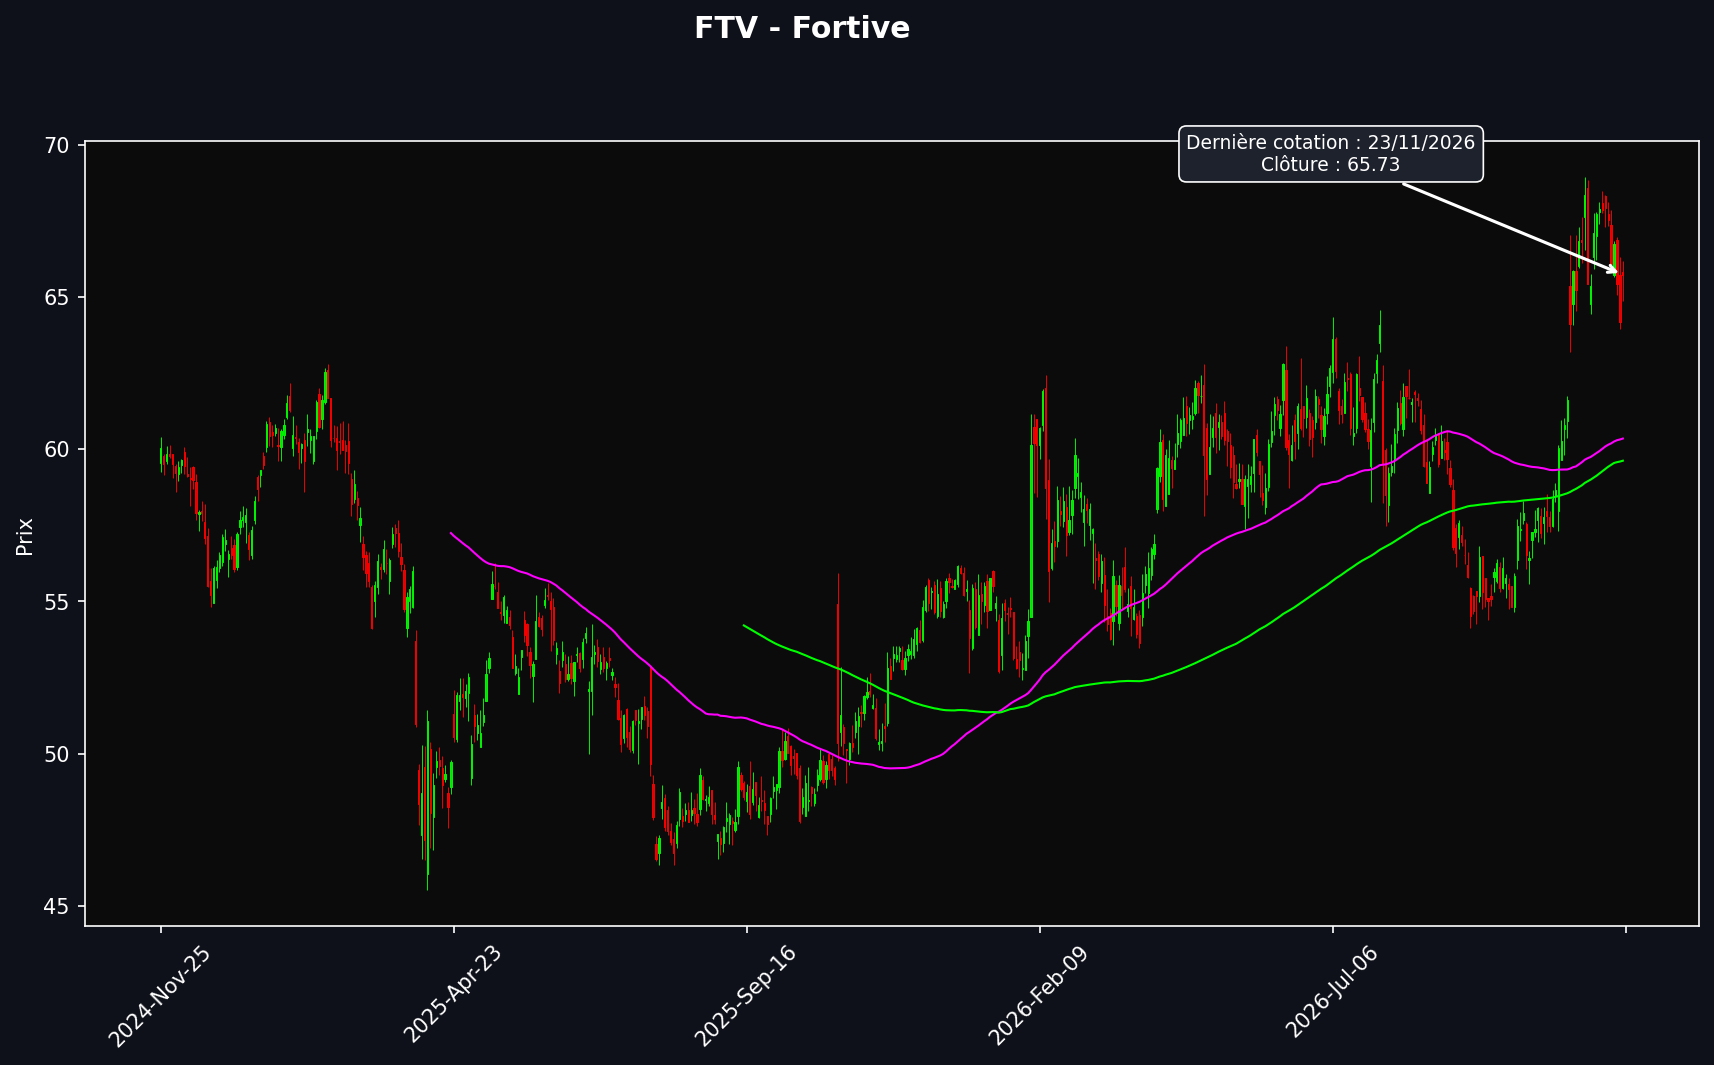 FTV - Fortive
Dernière cotation : 23/11/2026
Clôture : 65.73
Prix
70
65
60
55
50
45
2024-Nov-25
2025-Apr-23
2025-Sep-16
2026-Feb-09
2026-Jul-06